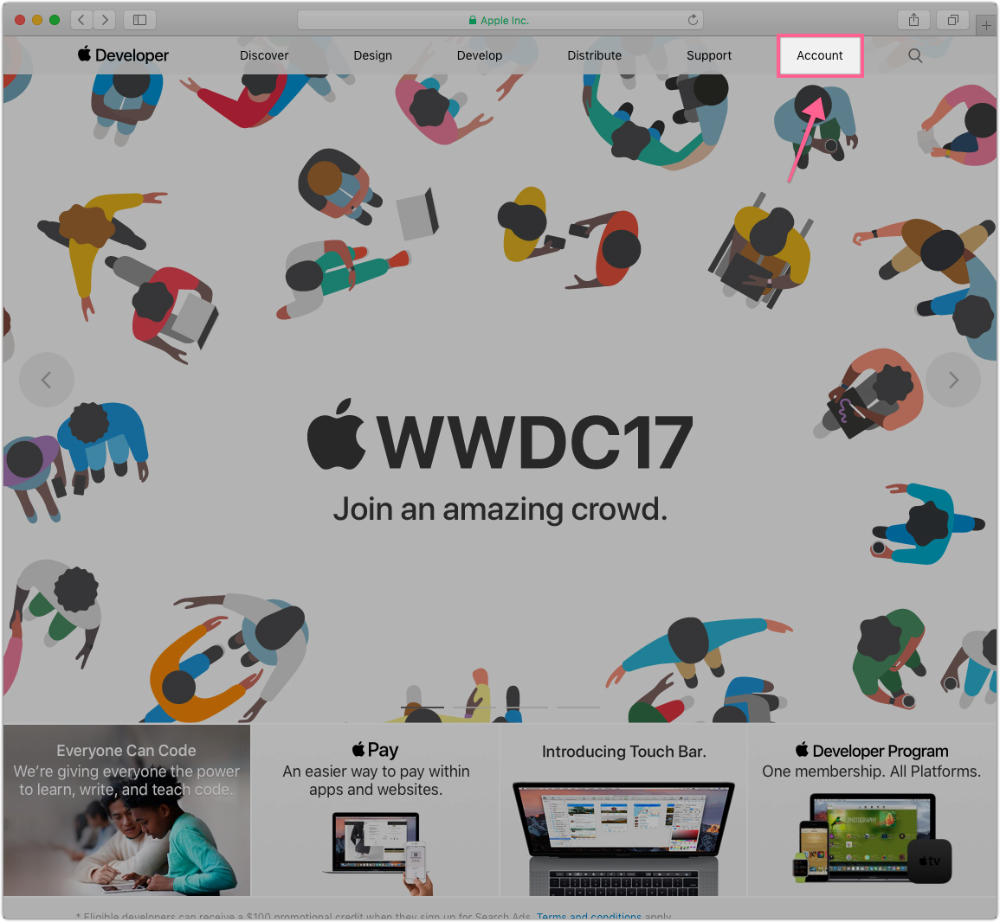 Apple Inc.
Developer
Discover
Design
Develop
Distribute
Support
Account
WWDC17
Join an amazing crowd.
Everyone Can Code
We're giving everyone the power
to learn, write, and teach code.
Pay
An easier way to pay within
apps and websites.
Introducing Touch Bar.
Developer Program
One membership. All Platforms.
PHOTOGRAPHY
tv
* Eligible developers can receive a $100 promotional credit when they sign up for Search Ads. Terms and conditions apply.